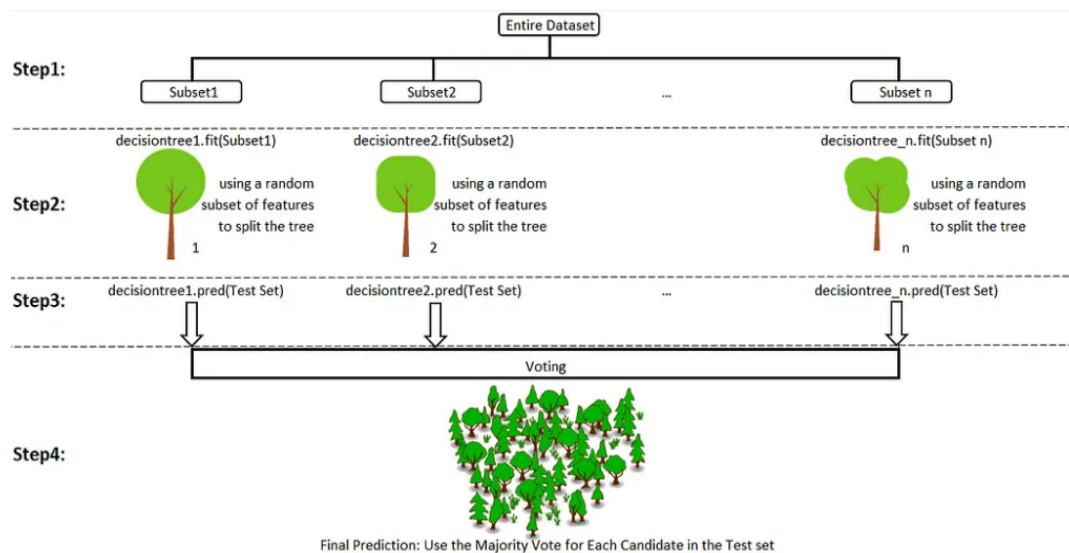 Entire Dataset
Step1:
Subset1
Subset2
...
Subset n
decisiontree1.fit(Subset1)
decisiontree2.fit(Subset2)
decisiontree_n.fit(Subset n)
Step2:
using a random
subset of features
to split the tree
1
using a random
subset of features
to split the tree
2
using a random
subset of features
to split the tree
n
Step3:
decisiontree1.pred(Test Set)
decisiontree2.pred(Test Set)
...
decisiontree_n.pred(Test Set)
Voting
Step4:
Final Prediction: Use the Majority Vote for Each Candidate in the Test set